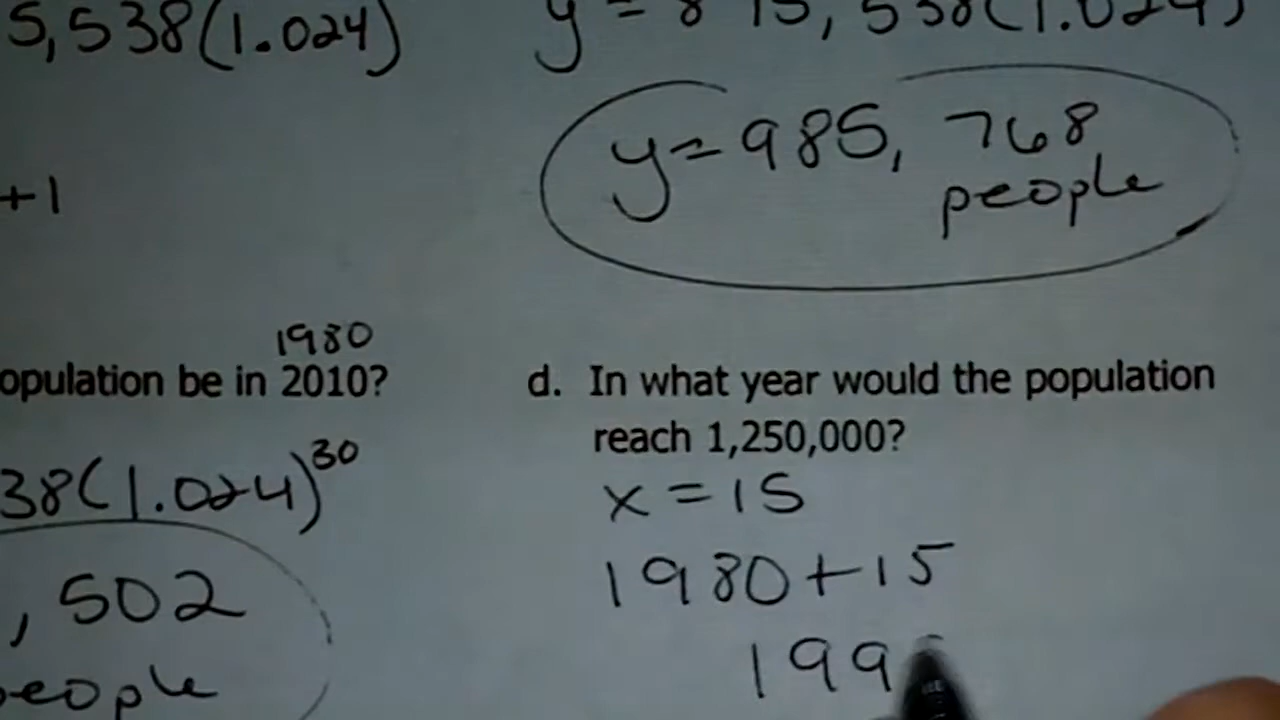 5,538(1.024)
+1
opulation be in 2010?
1980
38(1.024)^30
, 502
people
y = 815,538(1.024)
y = 985, 768
people
d. In what year would the population
reach 1,250,000?
x = 15
1980+15
199